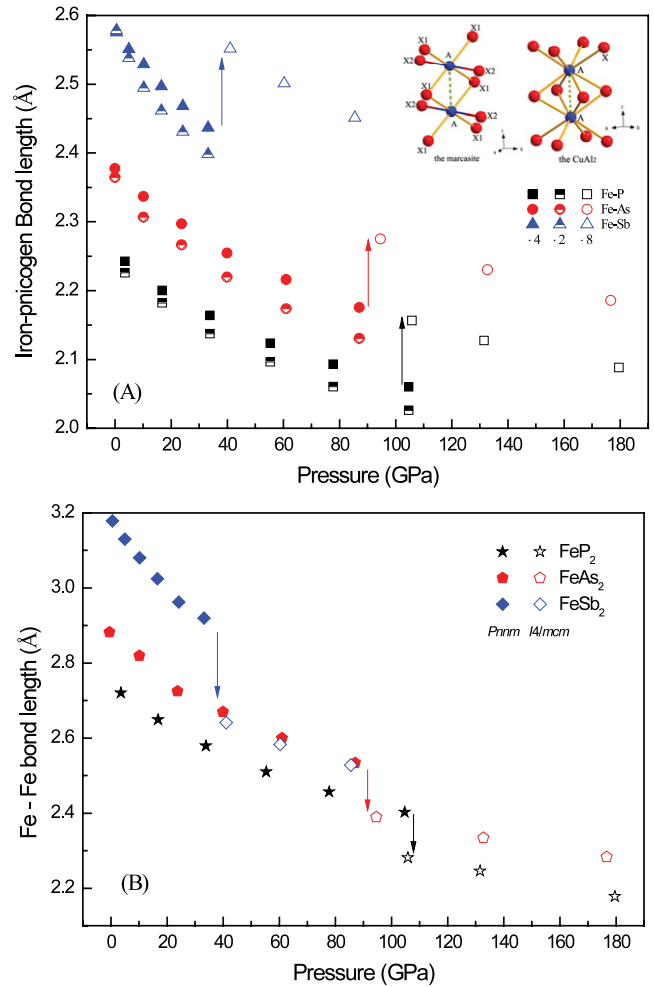 (A)
2.6
2.5
2.4
2.3
2.2
2.1
2.0
Iron-pnicogen Bond length (Å)
0 20 40 60 80 100 120 140 160 180
Pressure (GPa)
X1 X1
A
X2 X2
X1 X1
X2 X2
A
X1 X1
the marcasite
X
A
A
the CuAl2
a b c
a b c
Fe-P
Fe-As
Fe-Sb
·4 ·2 ·8
(B)
3.2
3.0
2.8
2.6
2.4
2.2
Fe - Fe bond length (Å)
0 20 40 60 80 100 120 140 160 180
Pressure (GPa)
FeP2
FeAs2
FeSb2
Pnnm I4/mcm